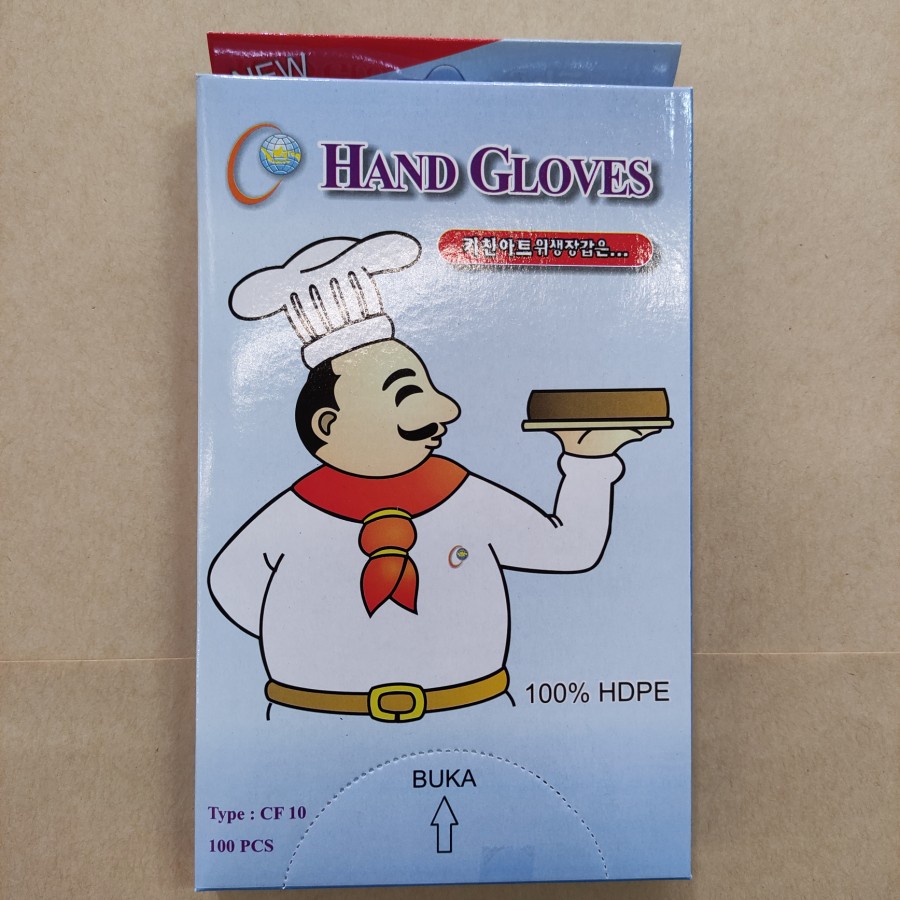 NEW
HAND GLOVES
키친아트위생장갑은...
100% HDPE
BUKA
Type : CF 10
100 PCS